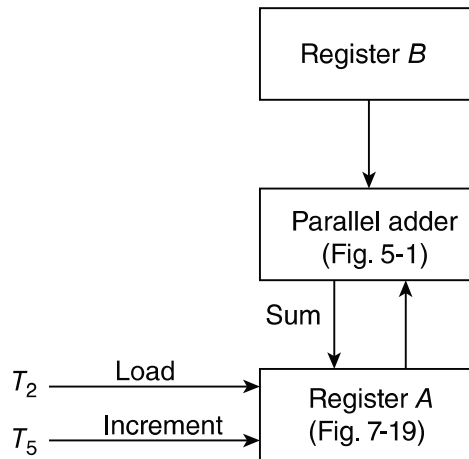 Register B
Parallel adder
(Fig. 5-1)
Sum
T₂ Load
T₅ Increment
Register A
(Fig. 7-19)